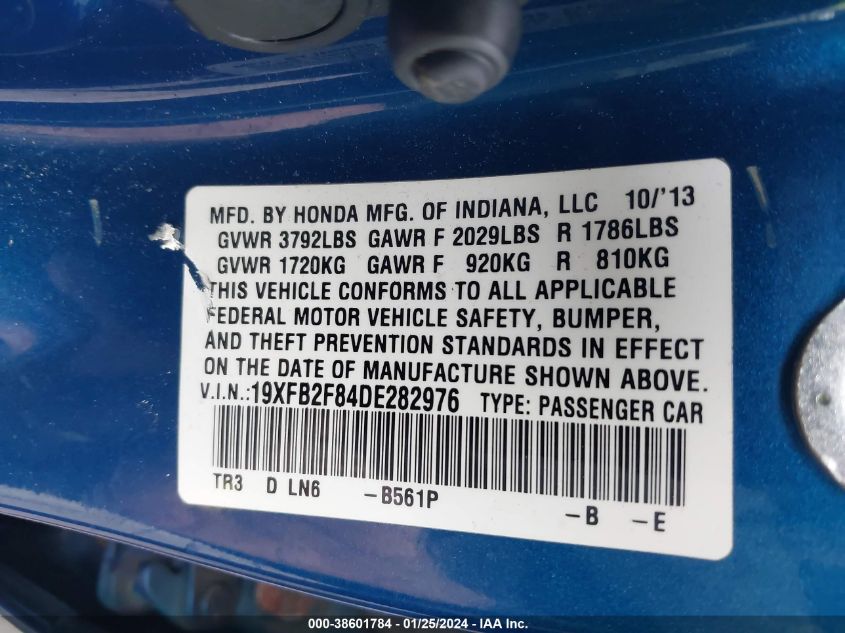 MFD. BY HONDA MFG. OF INDIANA, LLC 10/'13
GVWR 3792LBS GAWR F 2029LBS R 1786LBS
GVWR 1720KG GAWR F 920KG R 810KG
THIS VEHICLE CONFORMS TO ALL APPLICABLE
FEDERAL MOTOR VEHICLE SAFETY, BUMPER,
AND THEFT PREVENTION STANDARDS IN EFFECT
ON THE DATE OF MANUFACTURE SHOWN ABOVE.
V.I.N.:19XFB2F84DE282976 TYPE: PASSENGER CAR
TR3 D LN6 -B561P -B -E
000-38601784 - 01/25/2024 - IAA Inc.